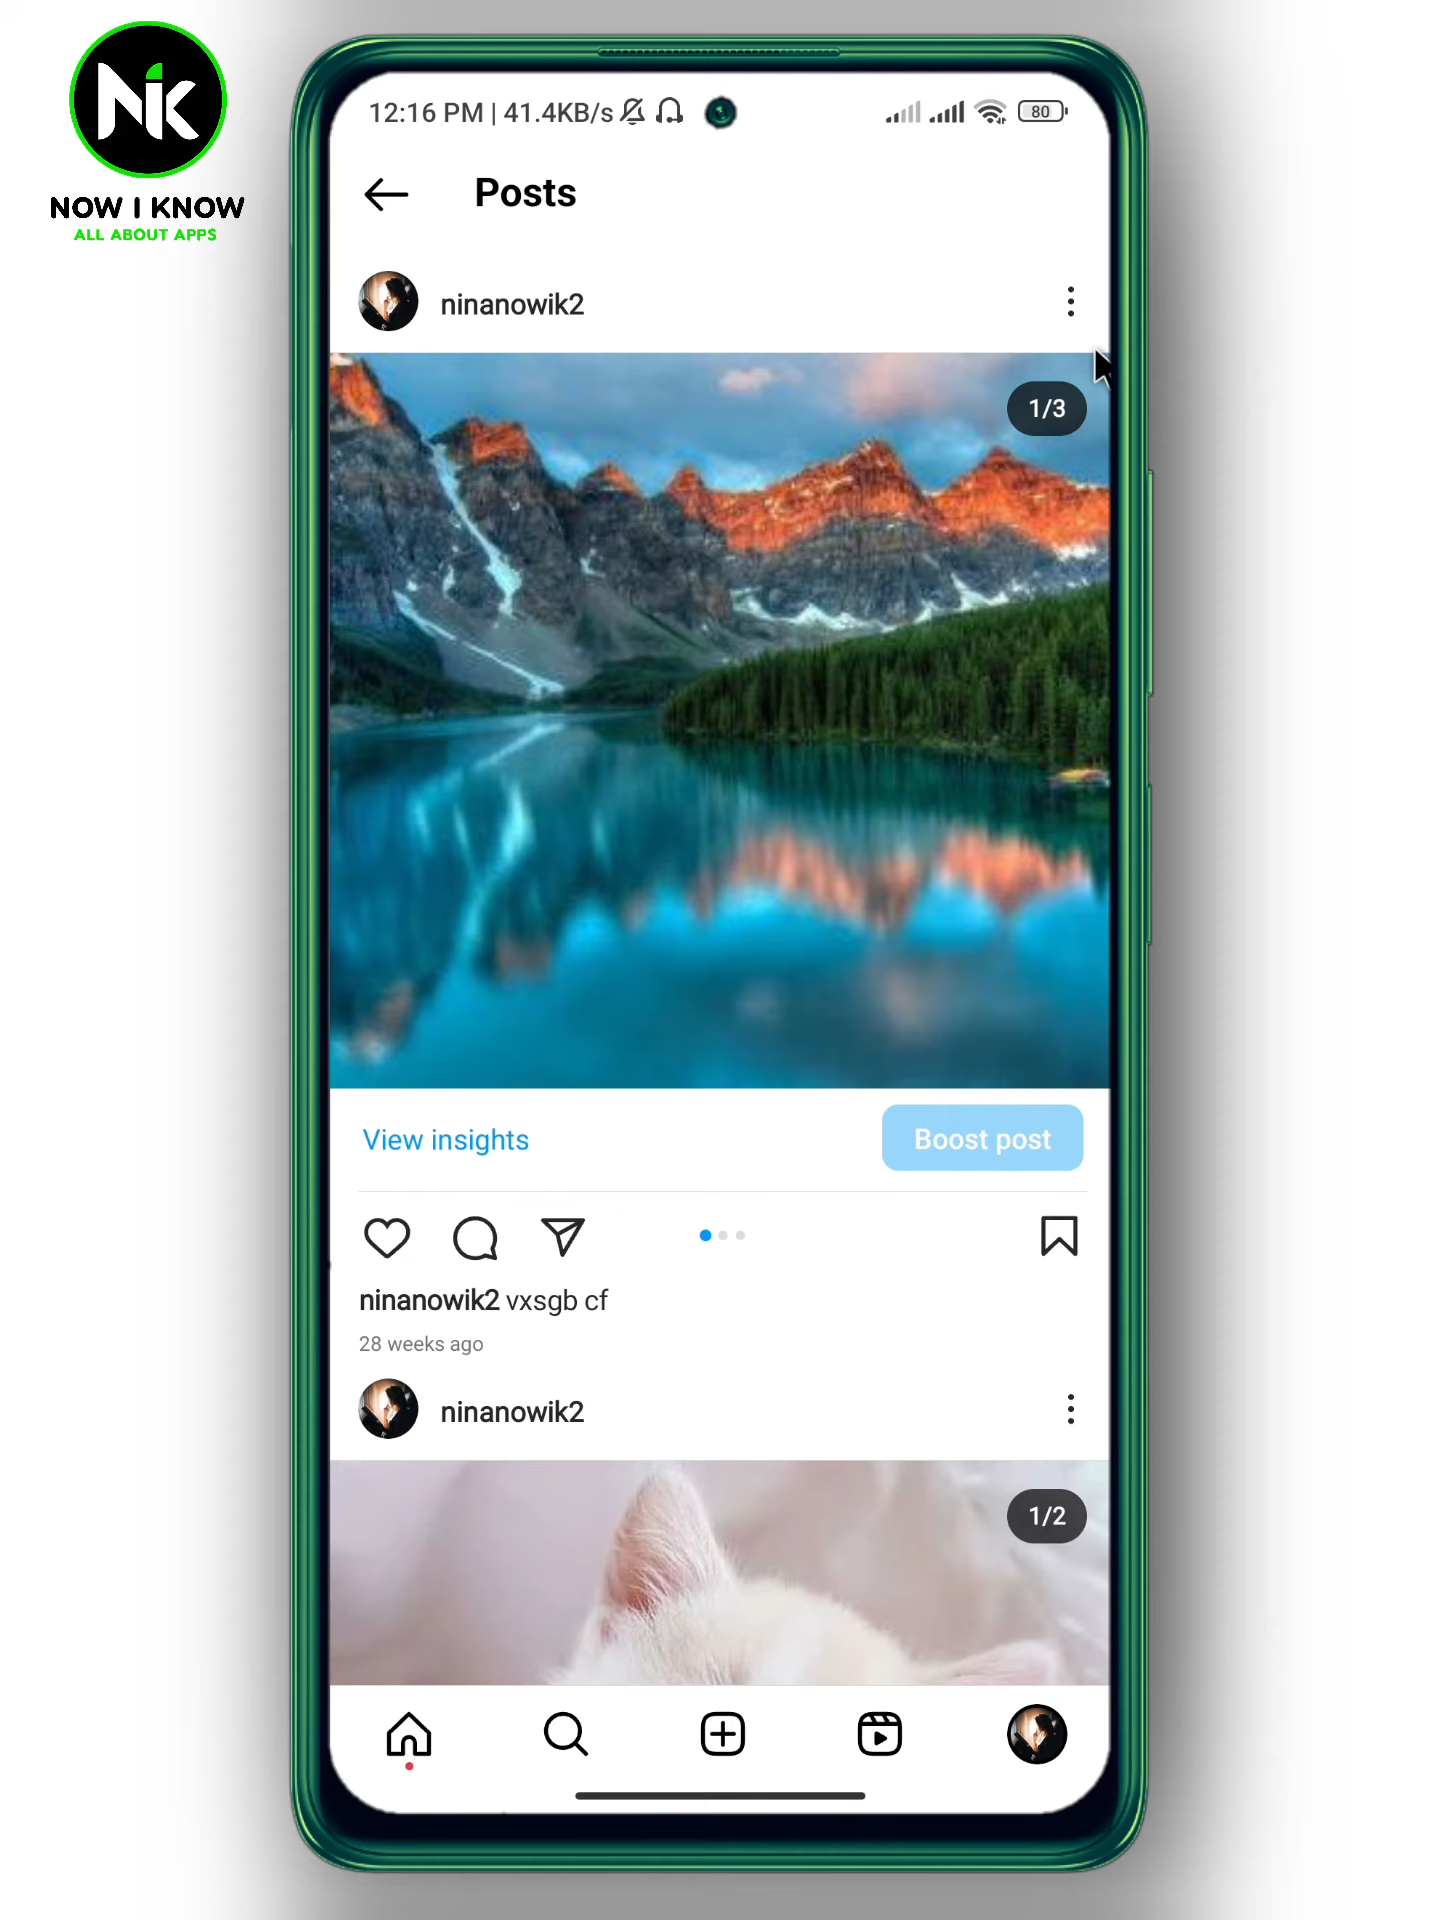 NiK
NOW I KNOW
ALL ABOUT APPS
12:16 PM | 41.4KB/s
80
Posts
ninanowik2
1/3
View insights
Boost post
ninanowik2 vxsgb cf
28 weeks ago
ninanowik2
1/2